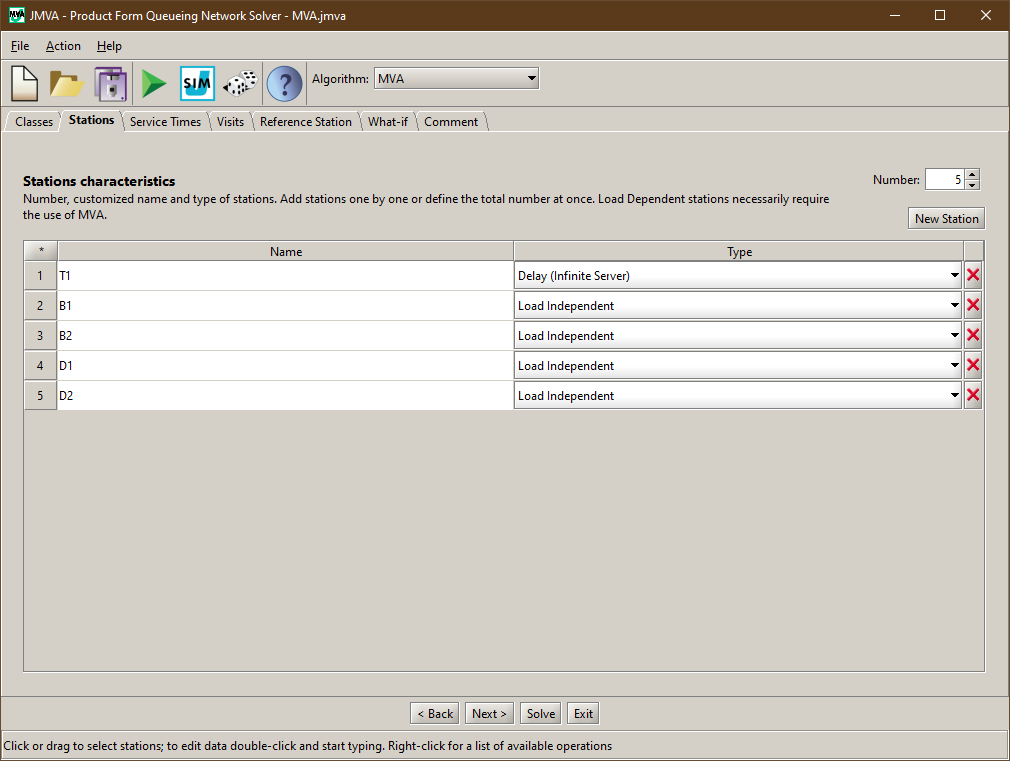 JMVA - Product Form Queueing Network Solver - MVA.jmva
File Action Help
SIM ? Algorithm: MVA
Classes Stations Service Times Visits Reference Station What-if Comment
Stations characteristics
Number: 5
Number, customized name and type of stations. Add stations one by one or define the total number at once. Load Dependent stations necessarily require
the use of MVA.
New Station
* Name Type
1 T1 Delay (Infinite Server)
2 B1 Load Independent
3 B2 Load Independent
4 D1 Load Independent
5 D2 Load Independent
< Back Next > Solve Exit
Click or drag to select stations; to edit data double-click and start typing. Right-click for a list of available operations